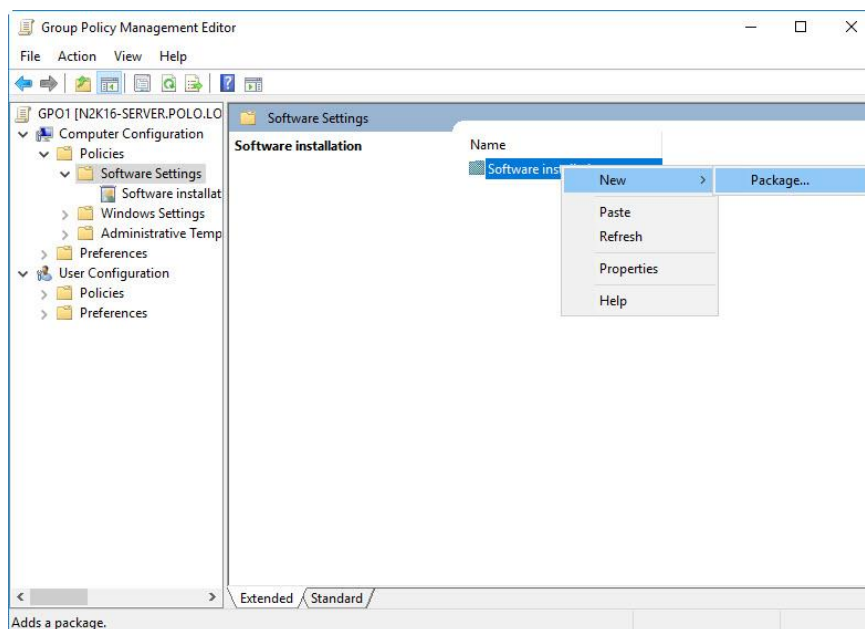 Group Policy Management Editor
File Action View Help
GPO1 [N2K16-SERVER.POLO.LO
Computer Configuration
Policies
Software Settings
Software installat
Windows Settings
Administrative Temp
Preferences
User Configuration
Policies
Preferences
Software Settings
Software installation
Name
Software ins
New
Package...
Paste
Refresh
Properties
Help
Extended Standard
Adds a package.